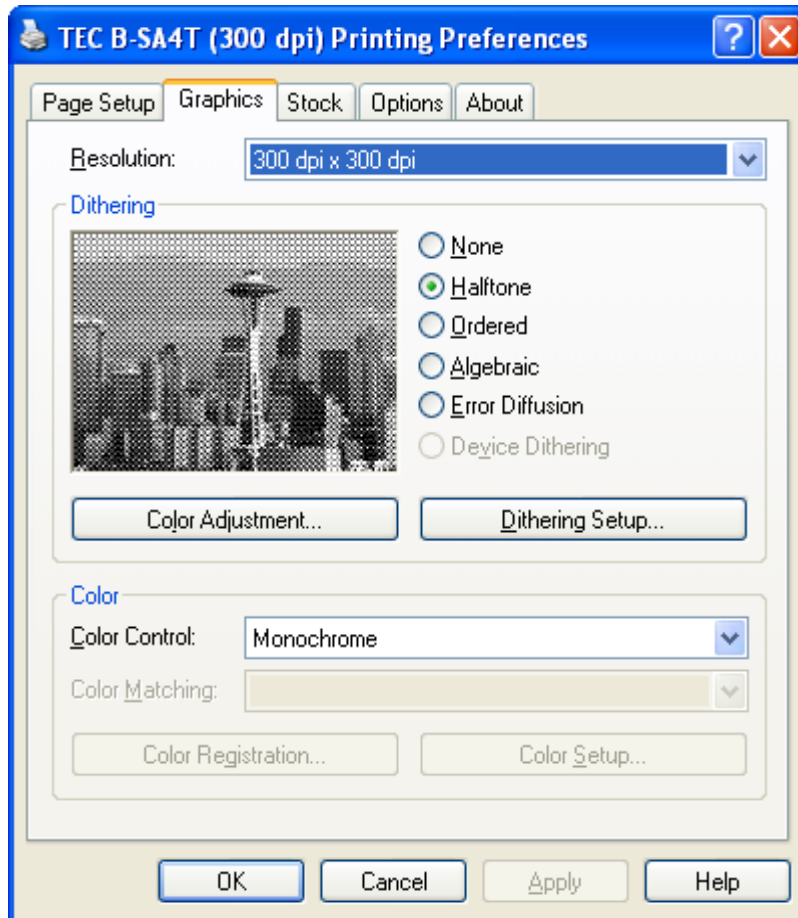 TEC B-SA4T (300 dpi) Printing Preferences
Page Setup Graphics Stock Options About
Resolution: 300 dpi x 300 dpi
Dithering
None
Halftone
Ordered
Algebraic
Error Diffusion
Device Dithering
Color Adjustment... Dithering Setup...
Color
Color Control: Monochrome
Color Matching:
Color Registration... Color Setup...
OK Cancel Apply Help